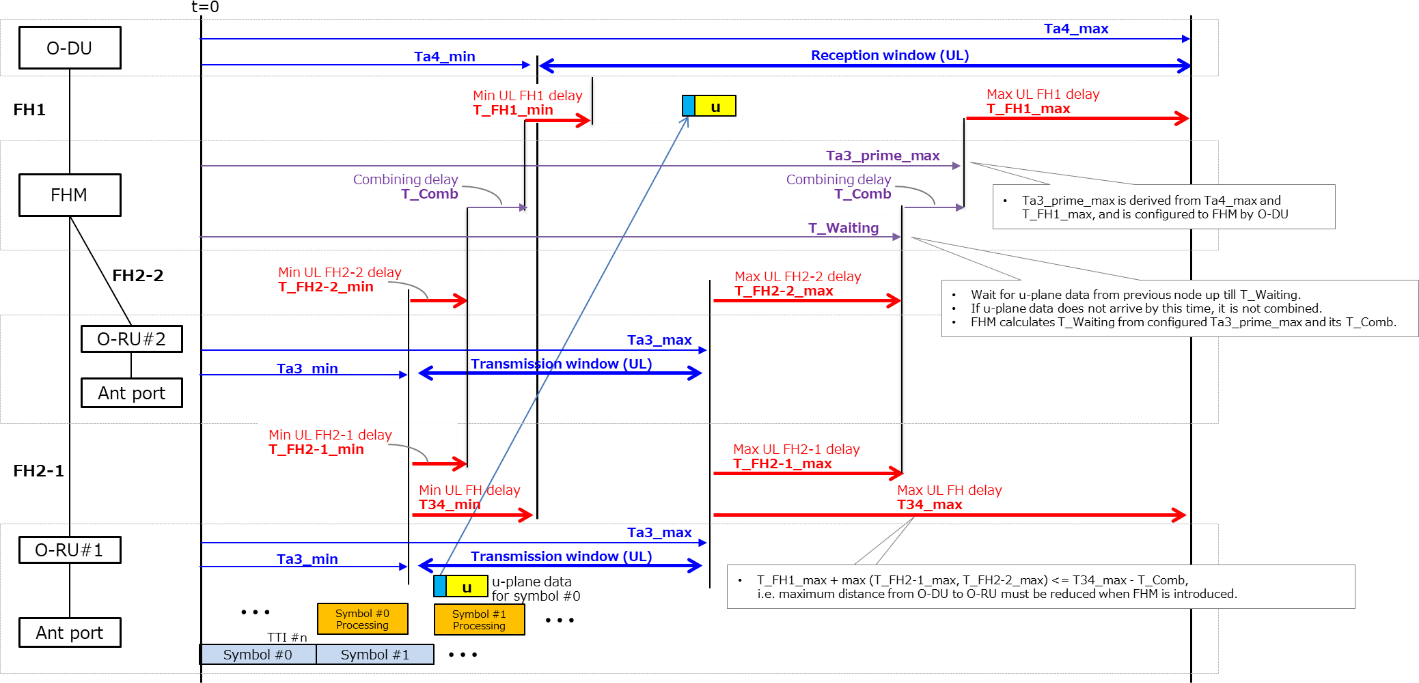 t=0
O-DU
Ta4_max
Ta4_min
Reception window (UL)
FH1
Min UL FH1 delay
T_FH1_min
u
Max UL FH1 delay
T_FH1_max
Ta3_prime_max
FHM
Combining delay
T_Comb
Combining delay
T_Comb
• Ta3_prime_max is derived from Ta4_max and
T_FH1_max, and is configured to FHM by O-DU
T_Waiting
FH2-2
Min UL FH2-2 delay
T_FH2-2_min
Max UL FH2-2 delay
T_FH2-2_max
• Wait for u-plane data from previous node up till T_Waiting.
• If u-plane data does not arrive by this time, it is not combined.
• FHM calculates T_Waiting from configured Ta3_prime_max and its T_Comb.
O-RU#2
Ta3_max
Ta3_min
Transmission window (UL)
Ant port
Min UL FH2-1 delay
T_FH2-1_min
Max UL FH2-1 delay
T_FH2-1_max
FH2-1
Min UL FH delay
T34_min
Max UL FH delay
T34_max
O-RU#1
Ta3_max
Ta3_min
Transmission window (UL)
u
u-plane data
for symbol #0
• T_FH1_max + max (T_FH2-1_max, T_FH2-2_max) <= T34_max - T_Comb,
i.e. maximum distance from O-DU to O-RU must be reduced when FHM is introduced.
• • •
Symbol #0
Processing
Symbol #1
Processing
• • •
Ant port
TTI #n
Symbol #0
Symbol #1
• • •